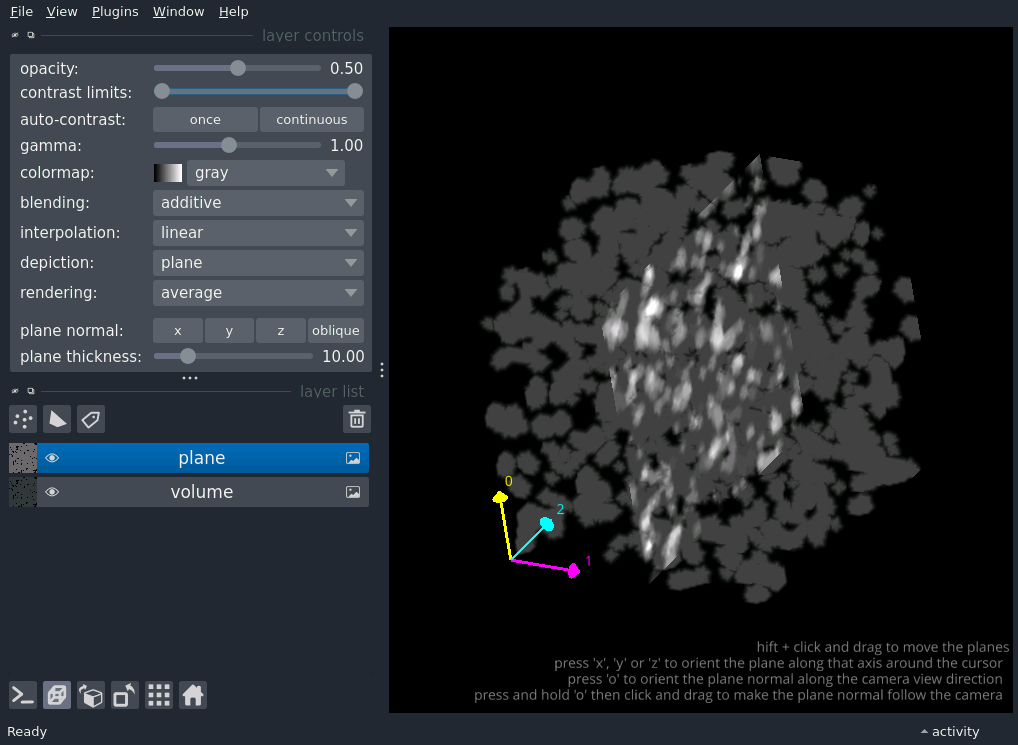 File View Plugins Window Help
layer controls
opacity: 0.50
contrast limits:
auto-contrast: once continuous
gamma: 1.00
colormap: gray
blending: additive
interpolation: linear
depiction: plane
rendering: average
plane normal: x y z oblique
plane thickness: 10.00
layer list
plane
volume
0
2
1
hift + click and drag to move the planes
press 'x', 'y' or 'z' to orient the plane along that axis around the cursor
press 'o' to orient the plane normal along the camera view direction
press and hold 'o' then click and drag to make the plane normal follow the camera
Ready activity